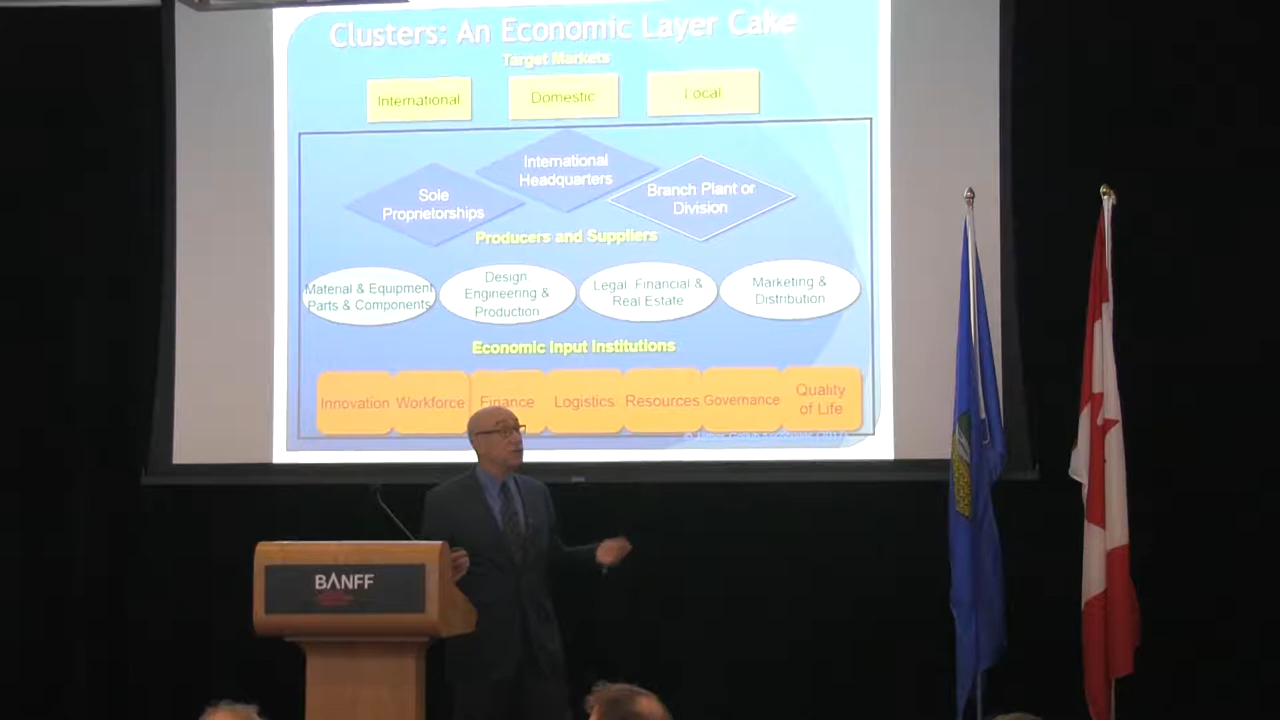 Clusters: An Economic Layer Cake
Target Markets
International
Domestic
Local
International
Headquarters
Sole
Proprietorships
Branch Plant or
Division
Producers and Suppliers
Material & Equipment
Parts & Components
Design
Engineering &
Production
Legal, Financial &
Real Estate
Marketing &
Distribution
Economic Input Institutions
Innovation
Workforce
Finance
Logistics
Resources
Governance
Quality
of Life
BANFF